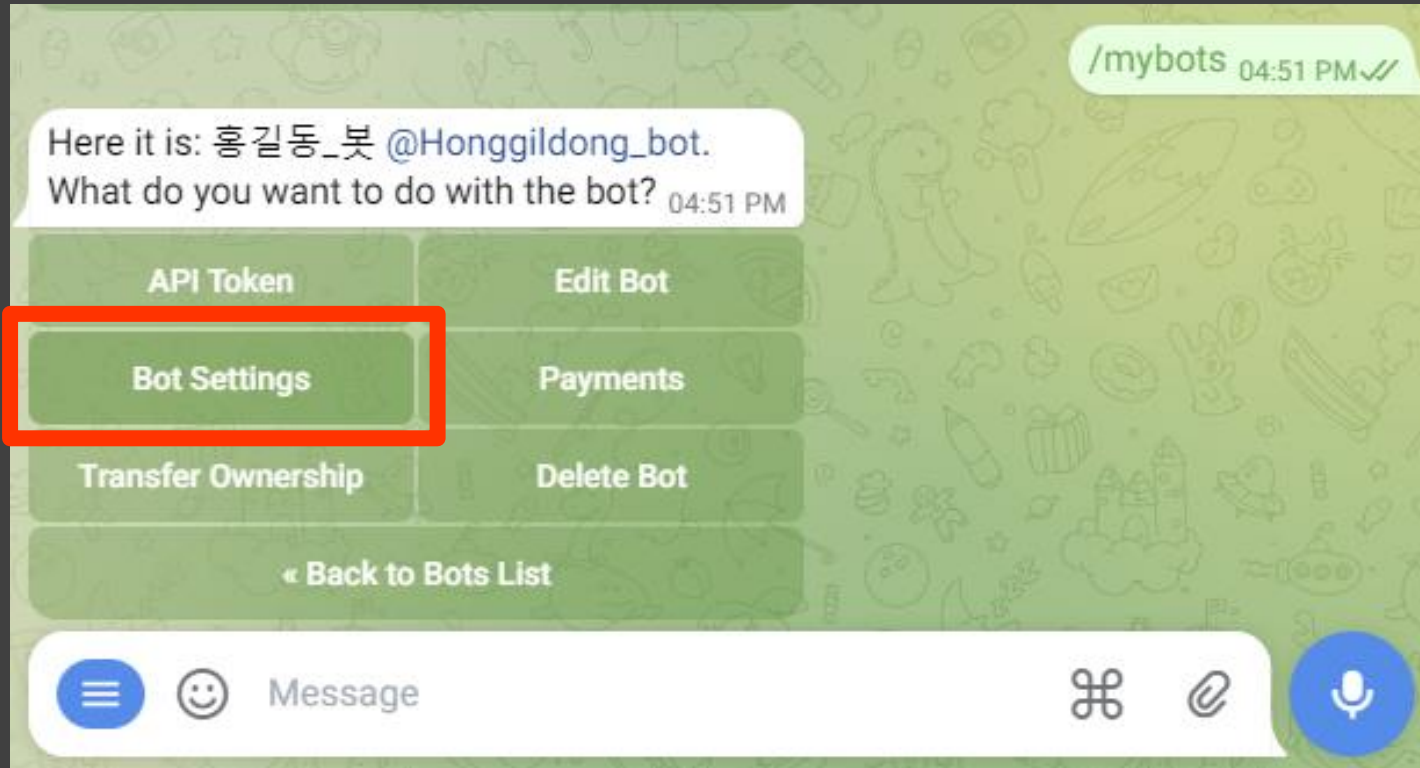 /mybots 04:51 PM
Here it is: 홍길동_봇 @Honggildong_bot.
What do you want to do with the bot? 04:51 PM
API Token
Edit Bot
Bot Settings
Payments
Transfer Ownership
Delete Bot
« Back to Bots List
Message